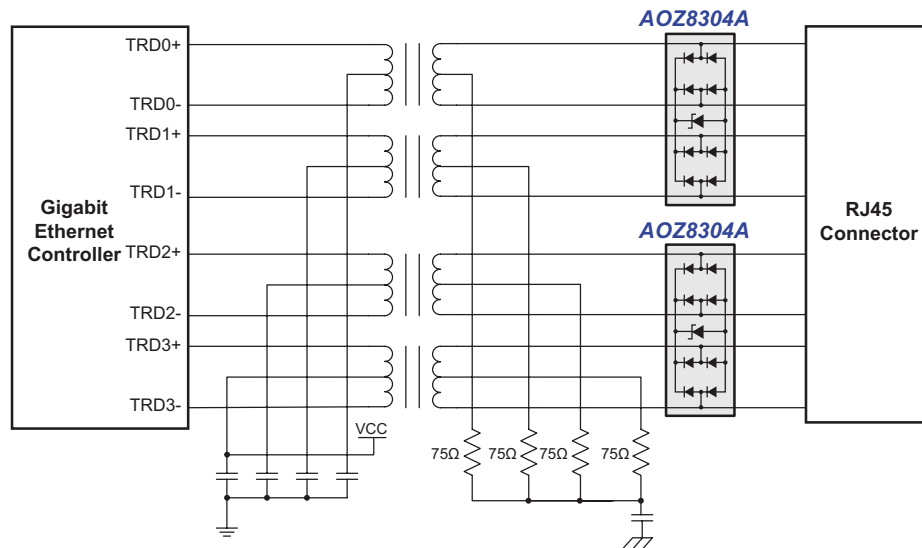 AOZ8304A
TRD0+
TRD0-
TRD1+
TRD1-
Gigabit
Ethernet
Controller
TRD2+
TRD2-
TRD3+
TRD3-
RJ45
Connector
AOZ8304A
VCC
75Ω 75Ω 75Ω 75Ω